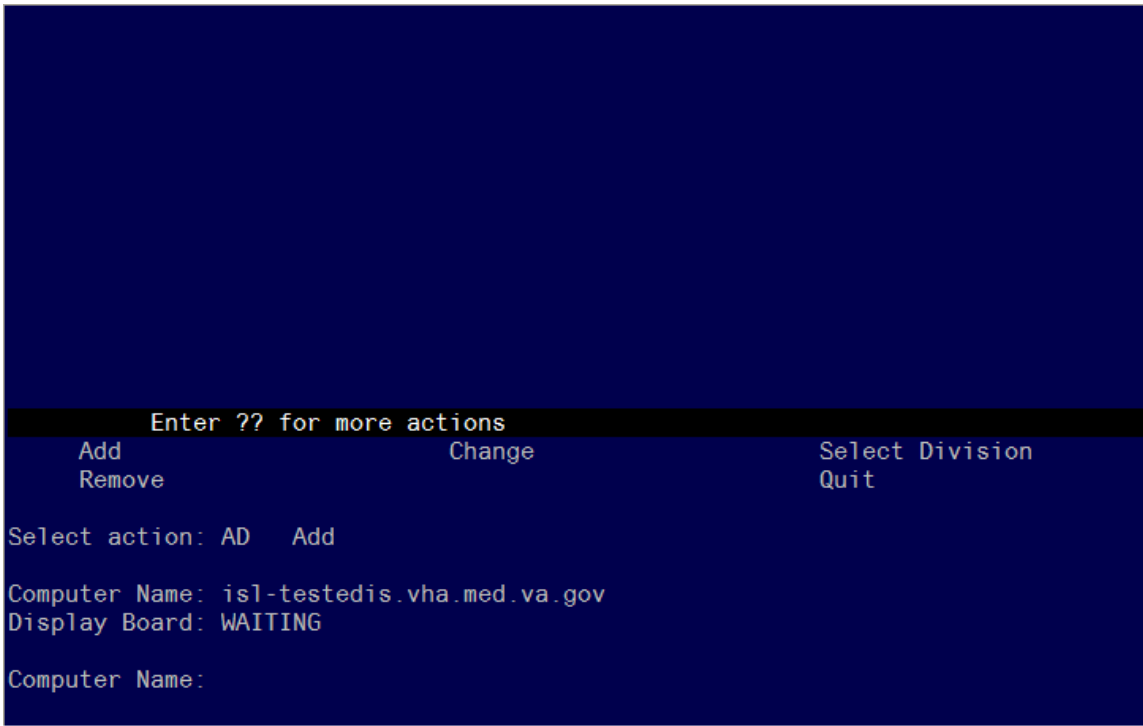 Enter ?? for more actions
Add Change Select Division
Remove Quit
Select action: AD Add
Computer Name: isl-testedis.vha.med.va.gov
Display Board: WAITING
Computer Name: